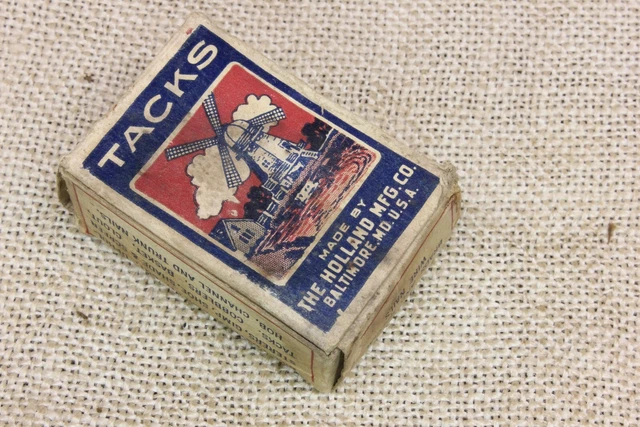 TACKS
MADE BY
THE HOLLAND MFG. CO.
BALTIMORE, MD. U.S.A.
CHANNEL AND TRUNK NAILS.